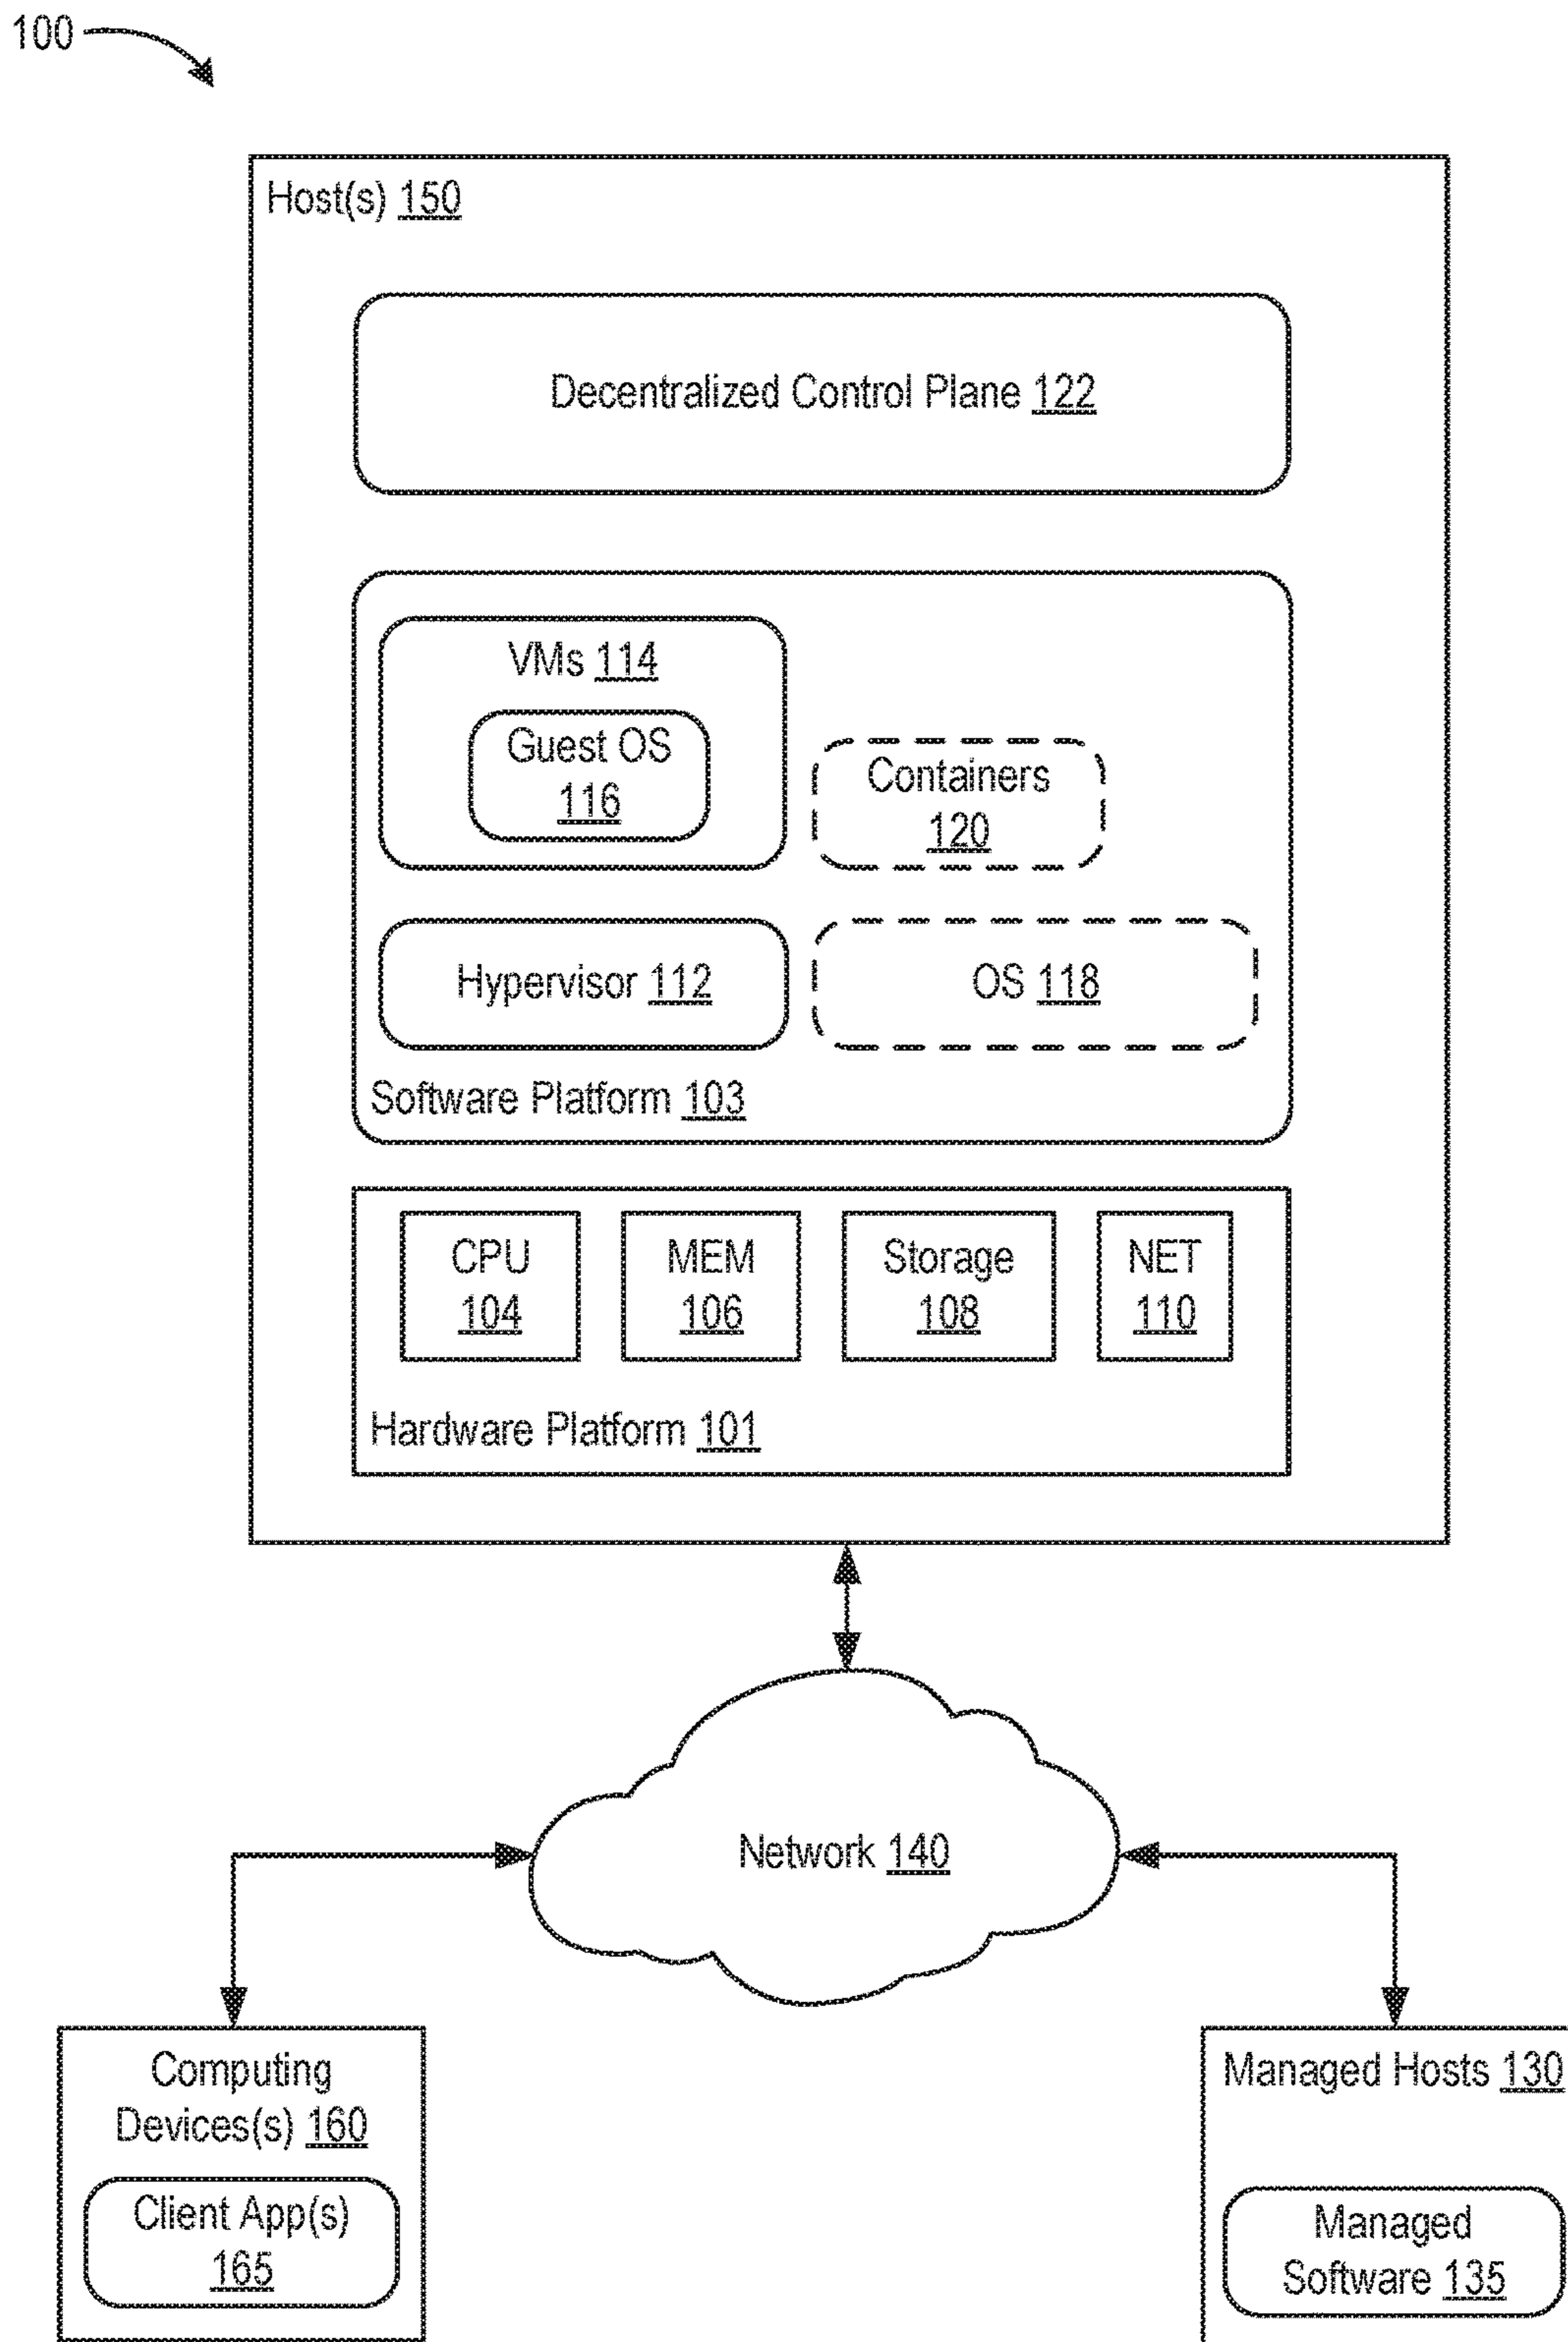 100
Host(s) 150
Decentralized Control Plane 122
VMs 114
Guest OS
116
Containers
120
Hypervisor 112
OS 118
Software Platform 103
CPU
104
MEM
106
Storage
108
NET
110
Hardware Platform 101
Network 140
Computing
Devices(s) 160
Client App(s)
165
Managed Hosts 130
Managed
Software 135